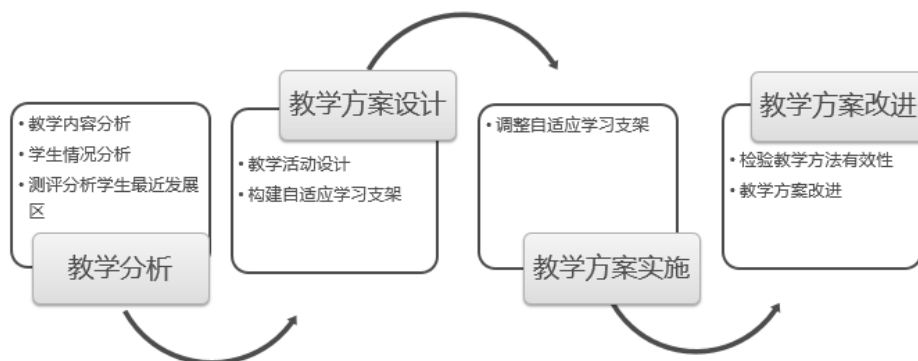 教学内容分析
学生情况分析
测评分析学生最近发展
区
教学分析
教学方案设计
教学活动设计
构建自适应学习支架
调整自适应学习支架
教学方案实施
教学方案改进
检验教学方法有效性
教学方案改进